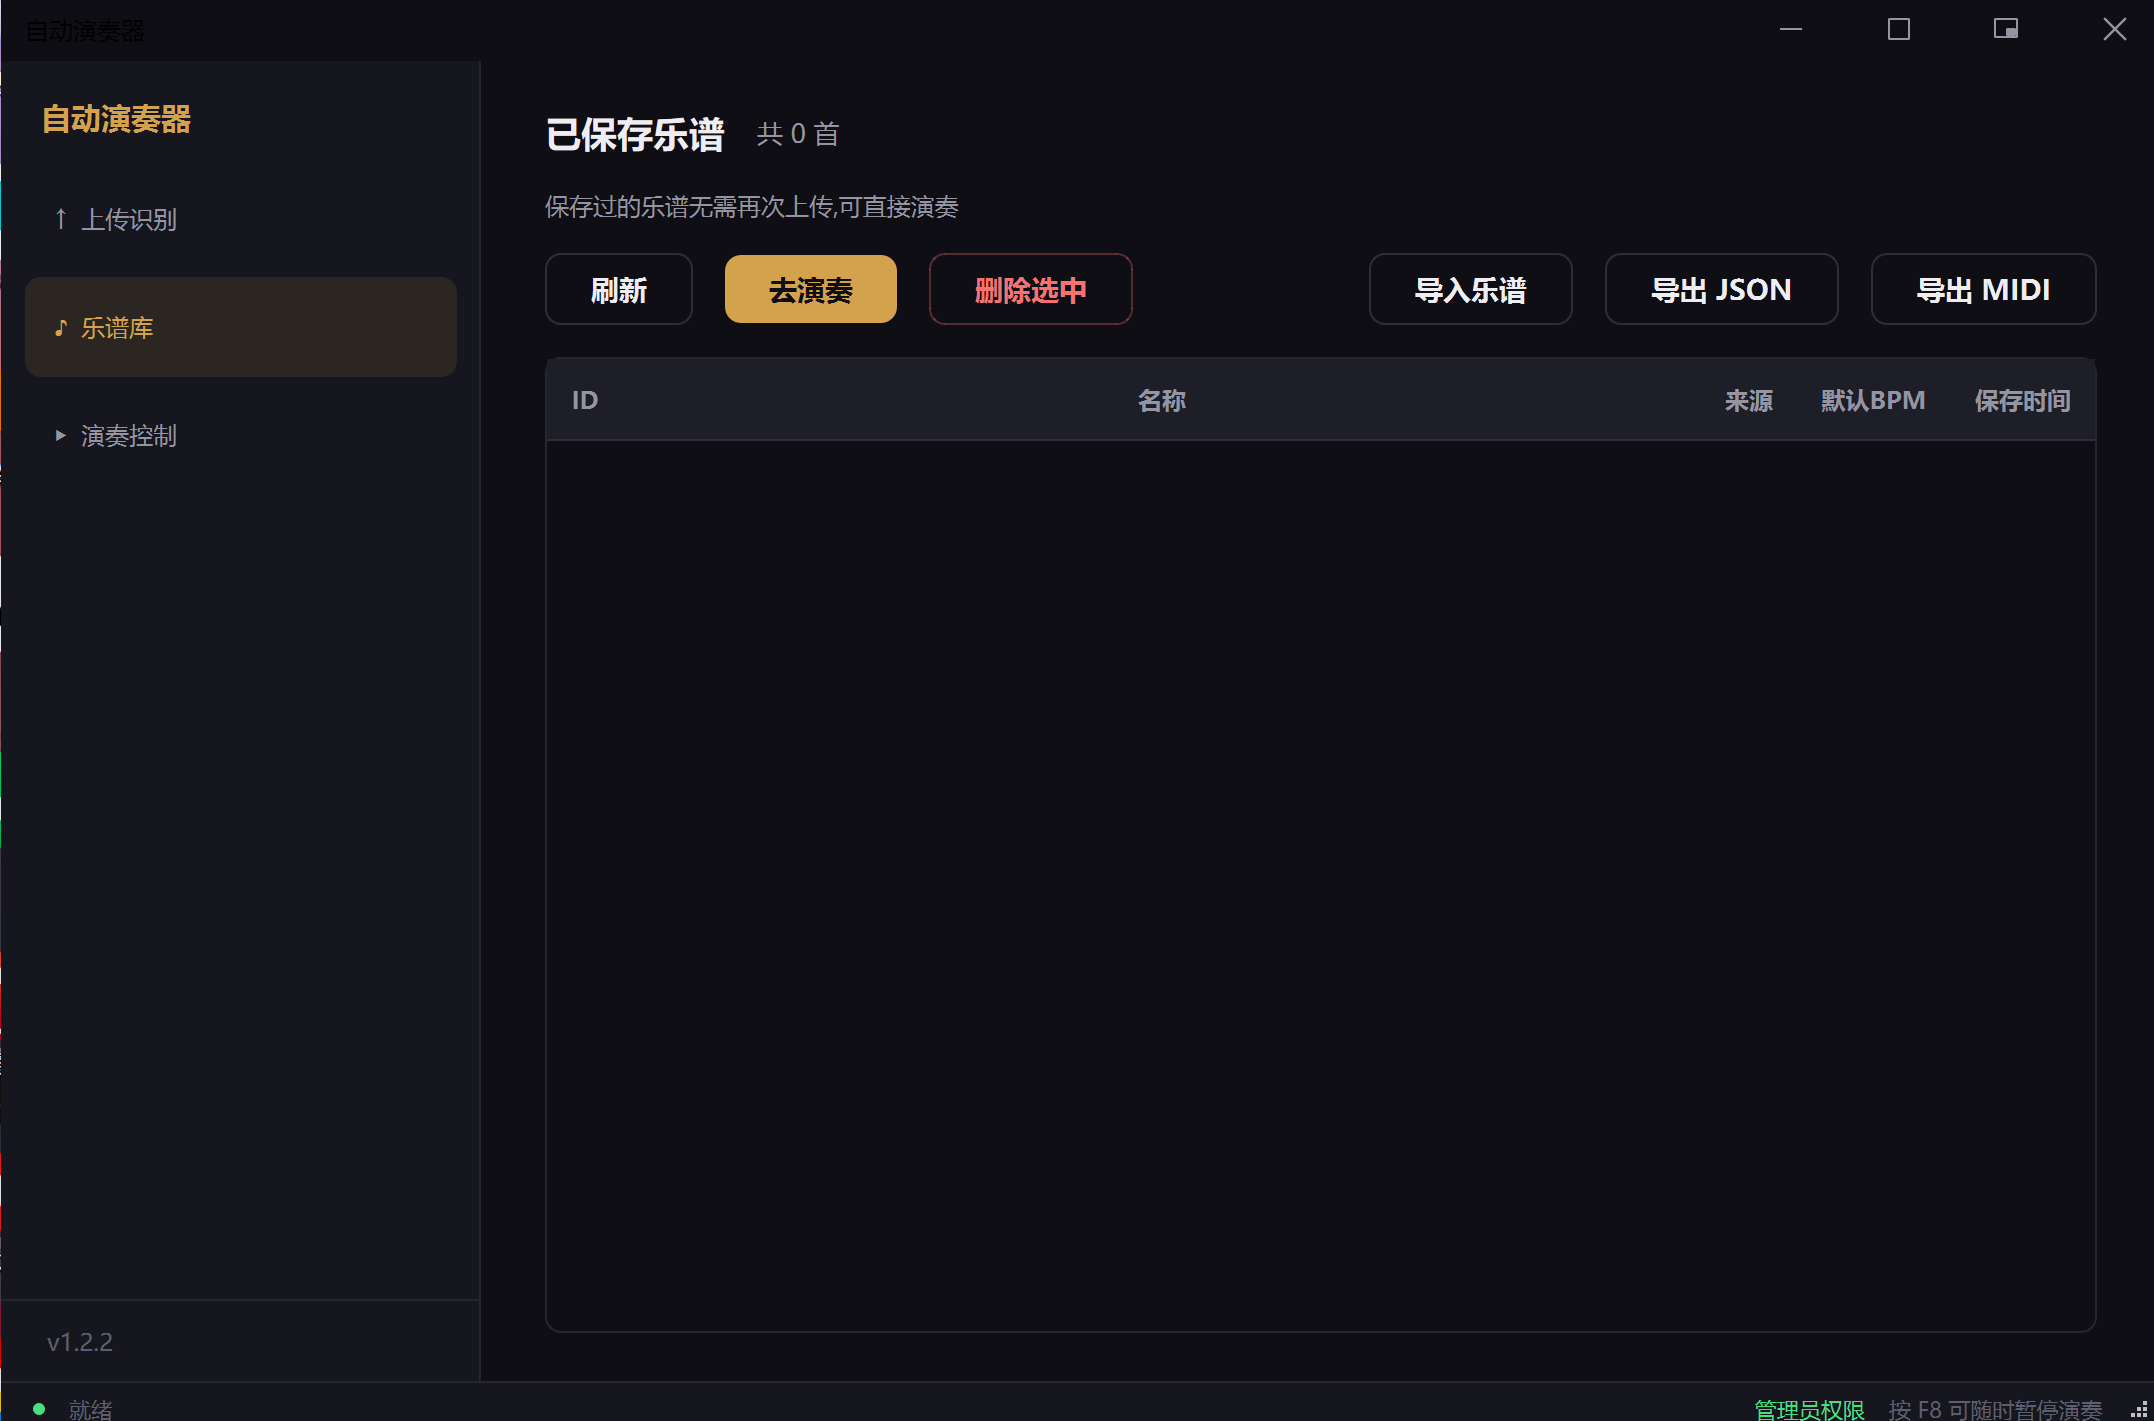 自动演奏器
自动演奏器
↑ 上传识别
♪ 乐谱库
▶ 演奏控制
v1.2.2
已保存乐谱 共 0 首
保存过的乐谱无需再次上传,可直接演奏
刷新 去演奏 删除选中 导入乐谱 导出 JSON 导出 MIDI
ID 名称 来源 默认BPM 保存时间
就绪 管理员权限 按 F8 可随时暂停演奏